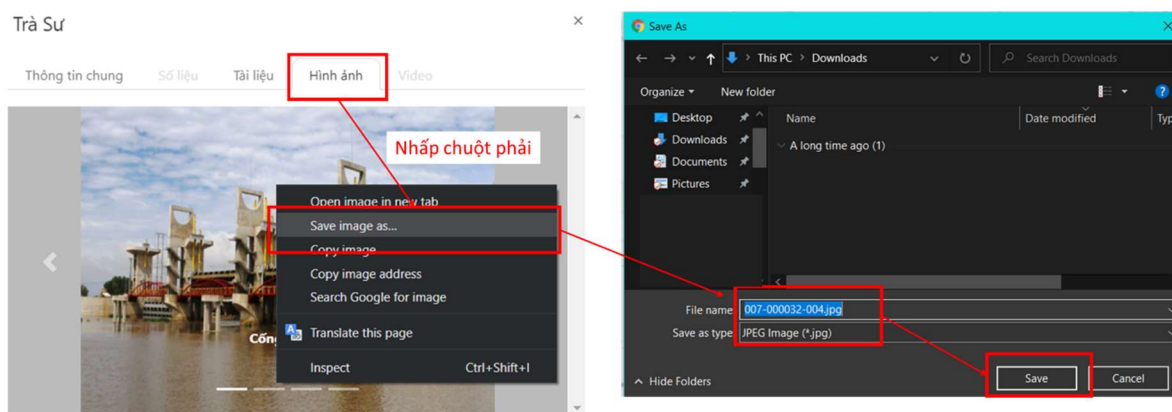 Trà Sư
×
Thông tin chung Số liệu Tài liệu Hình ảnh Video
Nhấp chuột phải
Open image in new tab
Save image as...
Copy image
Copy image address
Search Google for image
Translate this page
Inspect Ctrl+Shift+I
Cống
Save As
This PC > Downloads
Search Downloads
Organize New folder
Desktop
Downloads
Documents
Pictures
Name Date modified Typ
A long time ago (1)
File name 007-000032-004.jpg
Save as type JPEG Image (*.jpg)
Hide Folders
Save Cancel